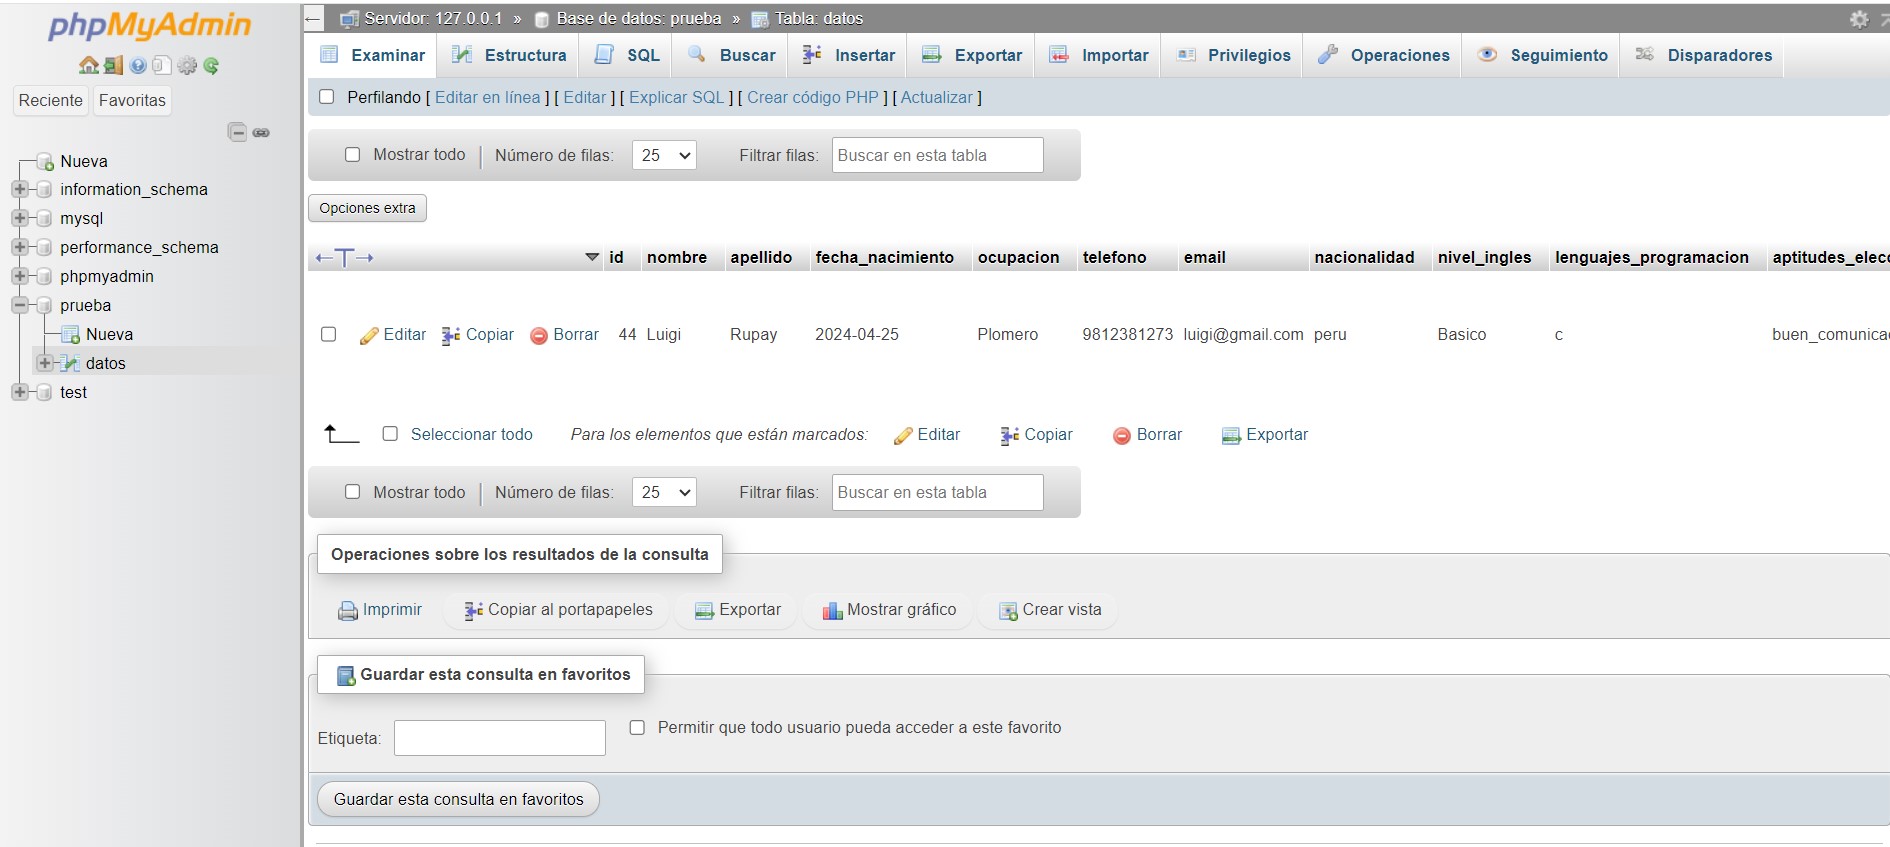 phpMyAdmin
Reciente Favoritas
Nueva
information_schema
mysql
performance_schema
phpmyadmin
prueba
Nueva
datos
test
Servidor: 127.0.0.1 » Base de datos: prueba » Tabla: datos
Examinar Estructura SQL Buscar Insertar Exportar Importar Privilegios Operaciones Seguimiento Disparadores
Perfilando [ Editar en línea ] [ Editar ] [ Explicar SQL ] [ Crear código PHP ] [ Actualizar ]
Mostrar todo | Número de filas: 25 Filtrar filas: Buscar en esta tabla
Opciones extra
←T→ id nombre apellido fecha_nacimiento ocupacion telefono email nacionalidad nivel_ingles lenguajes_programacion aptitudes_elecc
Editar Copiar Borrar 44 Luigi Rupay 2024-04-25 Plomero 9812381273 luigi@gmail.com peru Basico c buen_comunica
Seleccionar todo Para los elementos que están marcados: Editar Copiar Borrar Exportar
Mostrar todo | Número de filas: 25 Filtrar filas: Buscar en esta tabla
Operaciones sobre los resultados de la consulta
Imprimir Copiar al portapapeles Exportar Mostrar gráfico Crear vista
Guardar esta consulta en favoritos
Etiqueta: Permitir que todo usuario pueda acceder a este favorito
Guardar esta consulta en favoritos